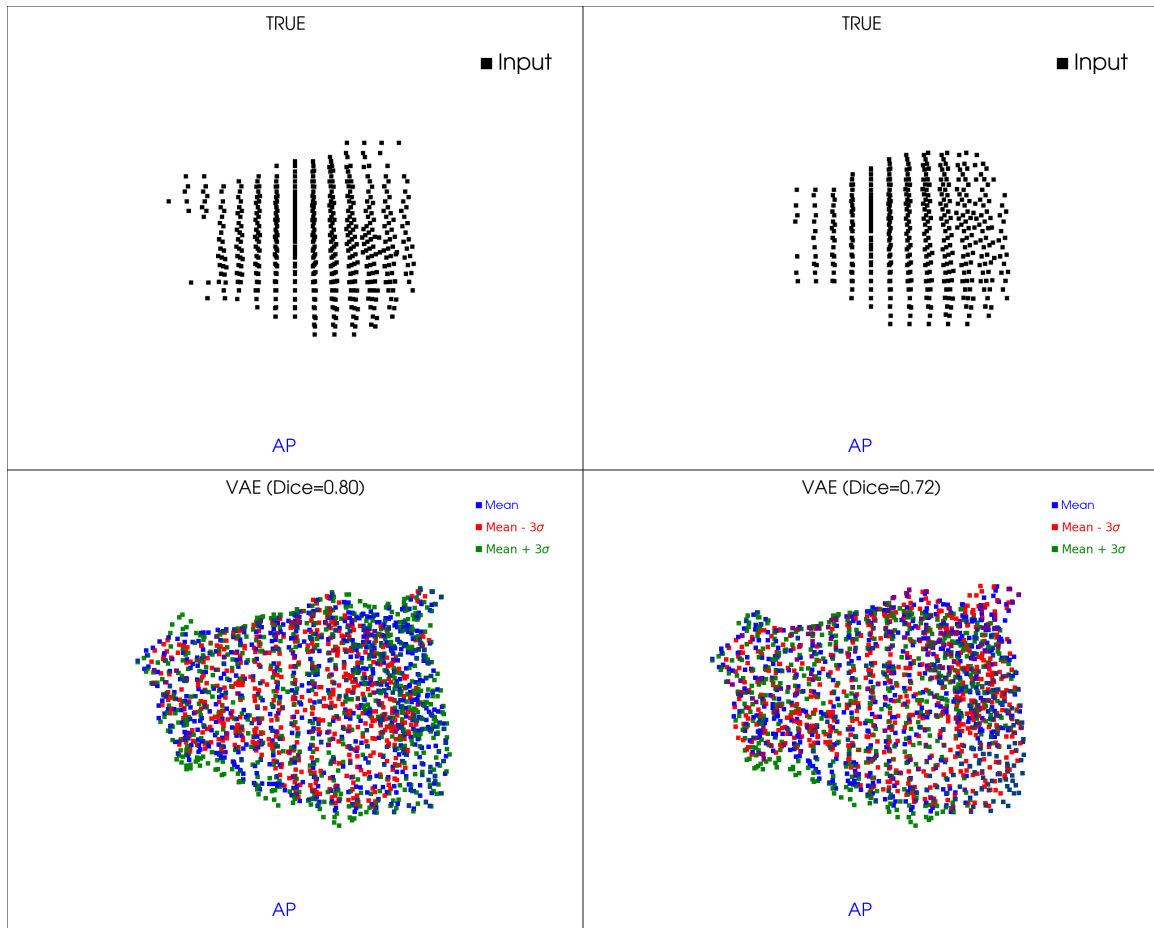 TRUE
Input
AP
TRUE
Input
AP
VAE (Dice=0.80)
Mean
Mean - 3σ
Mean + 3σ
AP
VAE (Dice=0.72)
Mean
Mean - 3σ
Mean + 3σ
AP